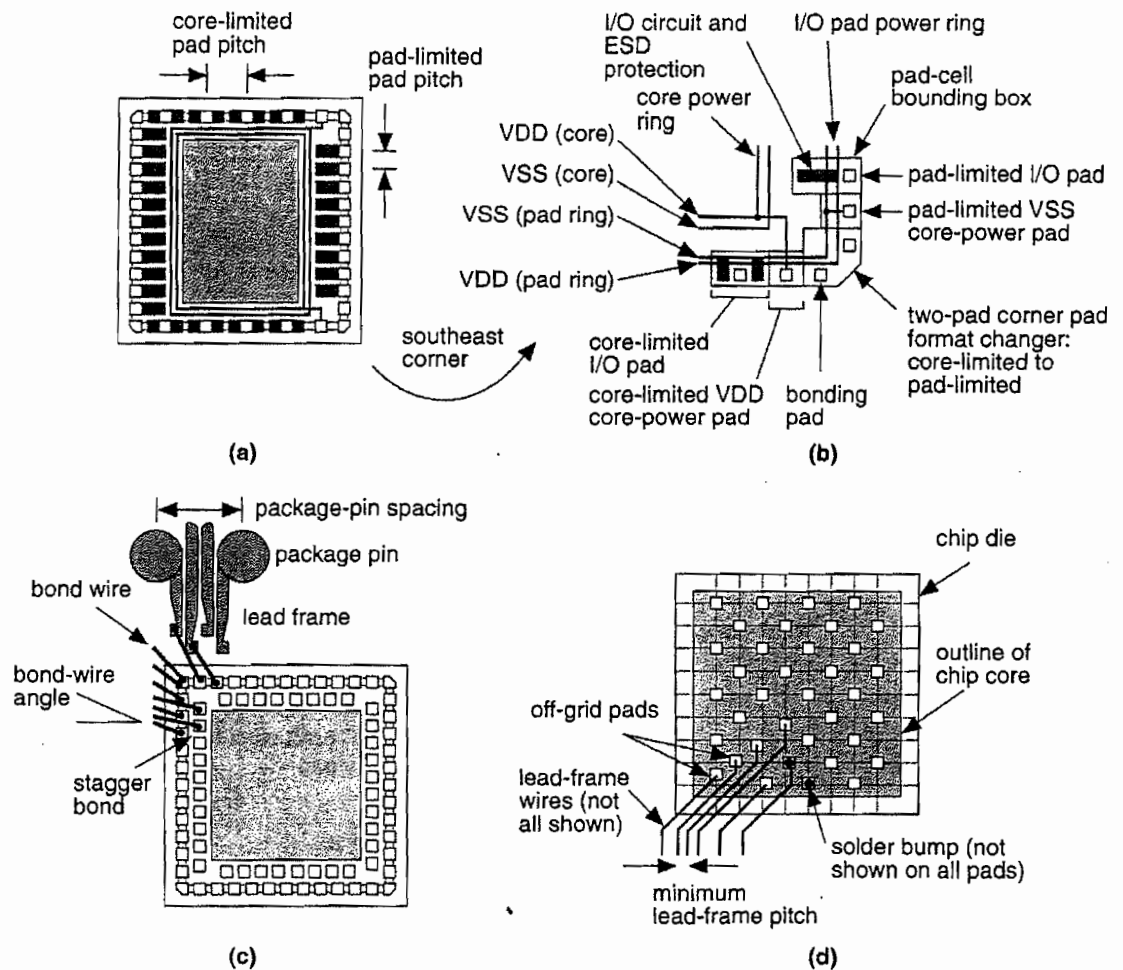 core-limited
pad pitch
pad-limited
pad pitch
southeast
corner
(a)
I/O circuit and
ESD
protection
I/O pad power ring
core power
ring
pad-cell
bounding box
VDD (core)
VSS (core)
VSS (pad ring)
VDD (pad ring)
pad-limited I/O pad
pad-limited VSS
core-power pad
two-pad corner pad
format changer:
core-limited to
pad-limited
core-limited
I/O pad
core-limited VDD
core-power pad
bonding
pad
(b)
package-pin spacing
package pin
bond wire
lead frame
bond-wire
angle
stagger
bond
(c)
chip die
outline of
chip core
off-grid pads
lead-frame
wires (not
all shown)
solder bump (not
shown on all pads)
minimum
lead-frame pitch
(d)